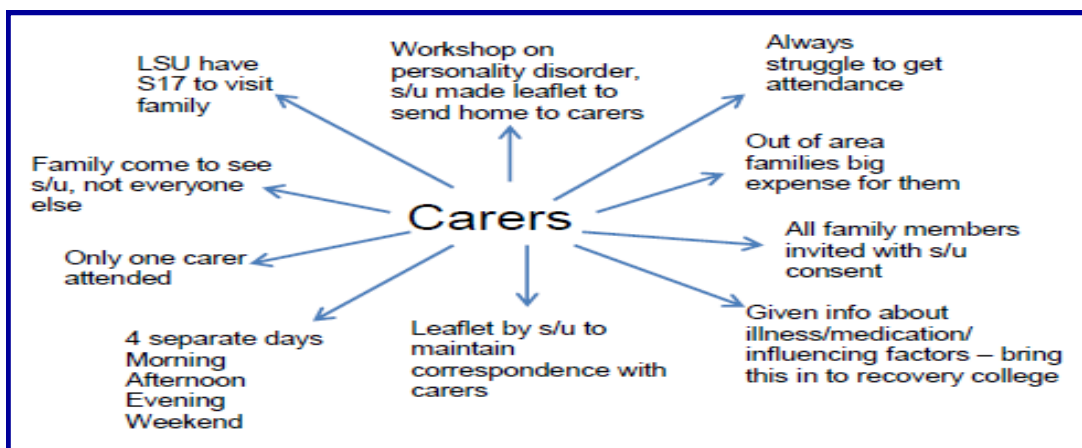 LSU have
S17 to visit
family
Workshop on
personality disorder,
s/u made leaflet to
send home to carers
Always
struggle to get
attendance
Family come to see
s/u, not everyone
else
Out of area
families big
expense for them
Carers
Only one carer
attended
All family members
invited with s/u
consent
4 separate days
Morning
Afternoon
Evening
Weekend
Leaflet by s/u to
maintain
correspondence with
carers
Given info about
illness/medication/
influencing factors – bring
this in to recovery college